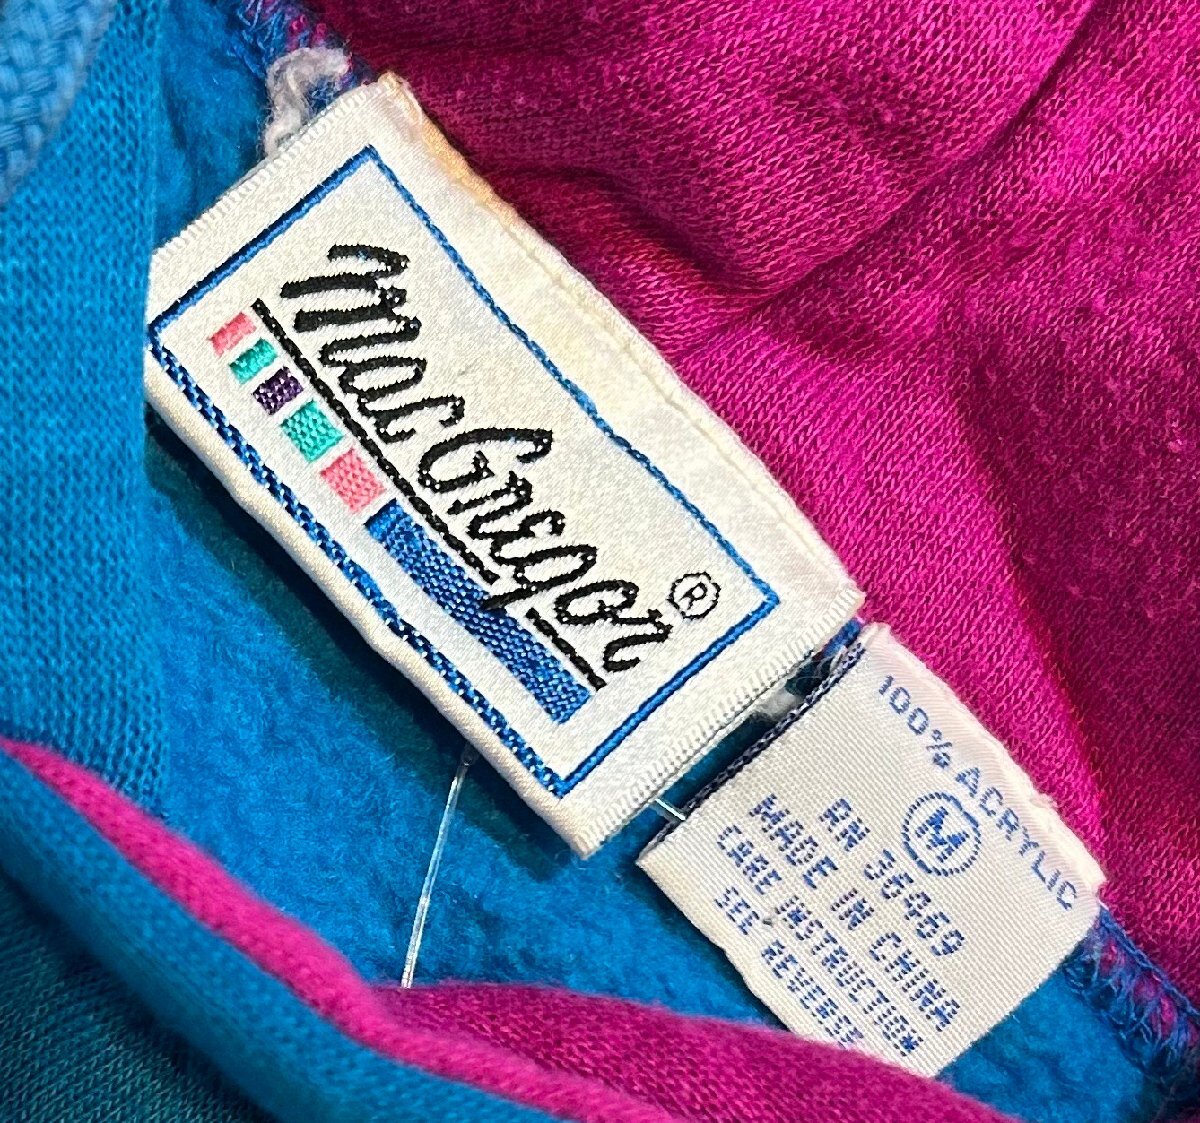 MacGregor ®
100% ACRYLIC
M
RN 36469
MADE IN CHINA
CARE INSTRUCTION
SEE REVERSE